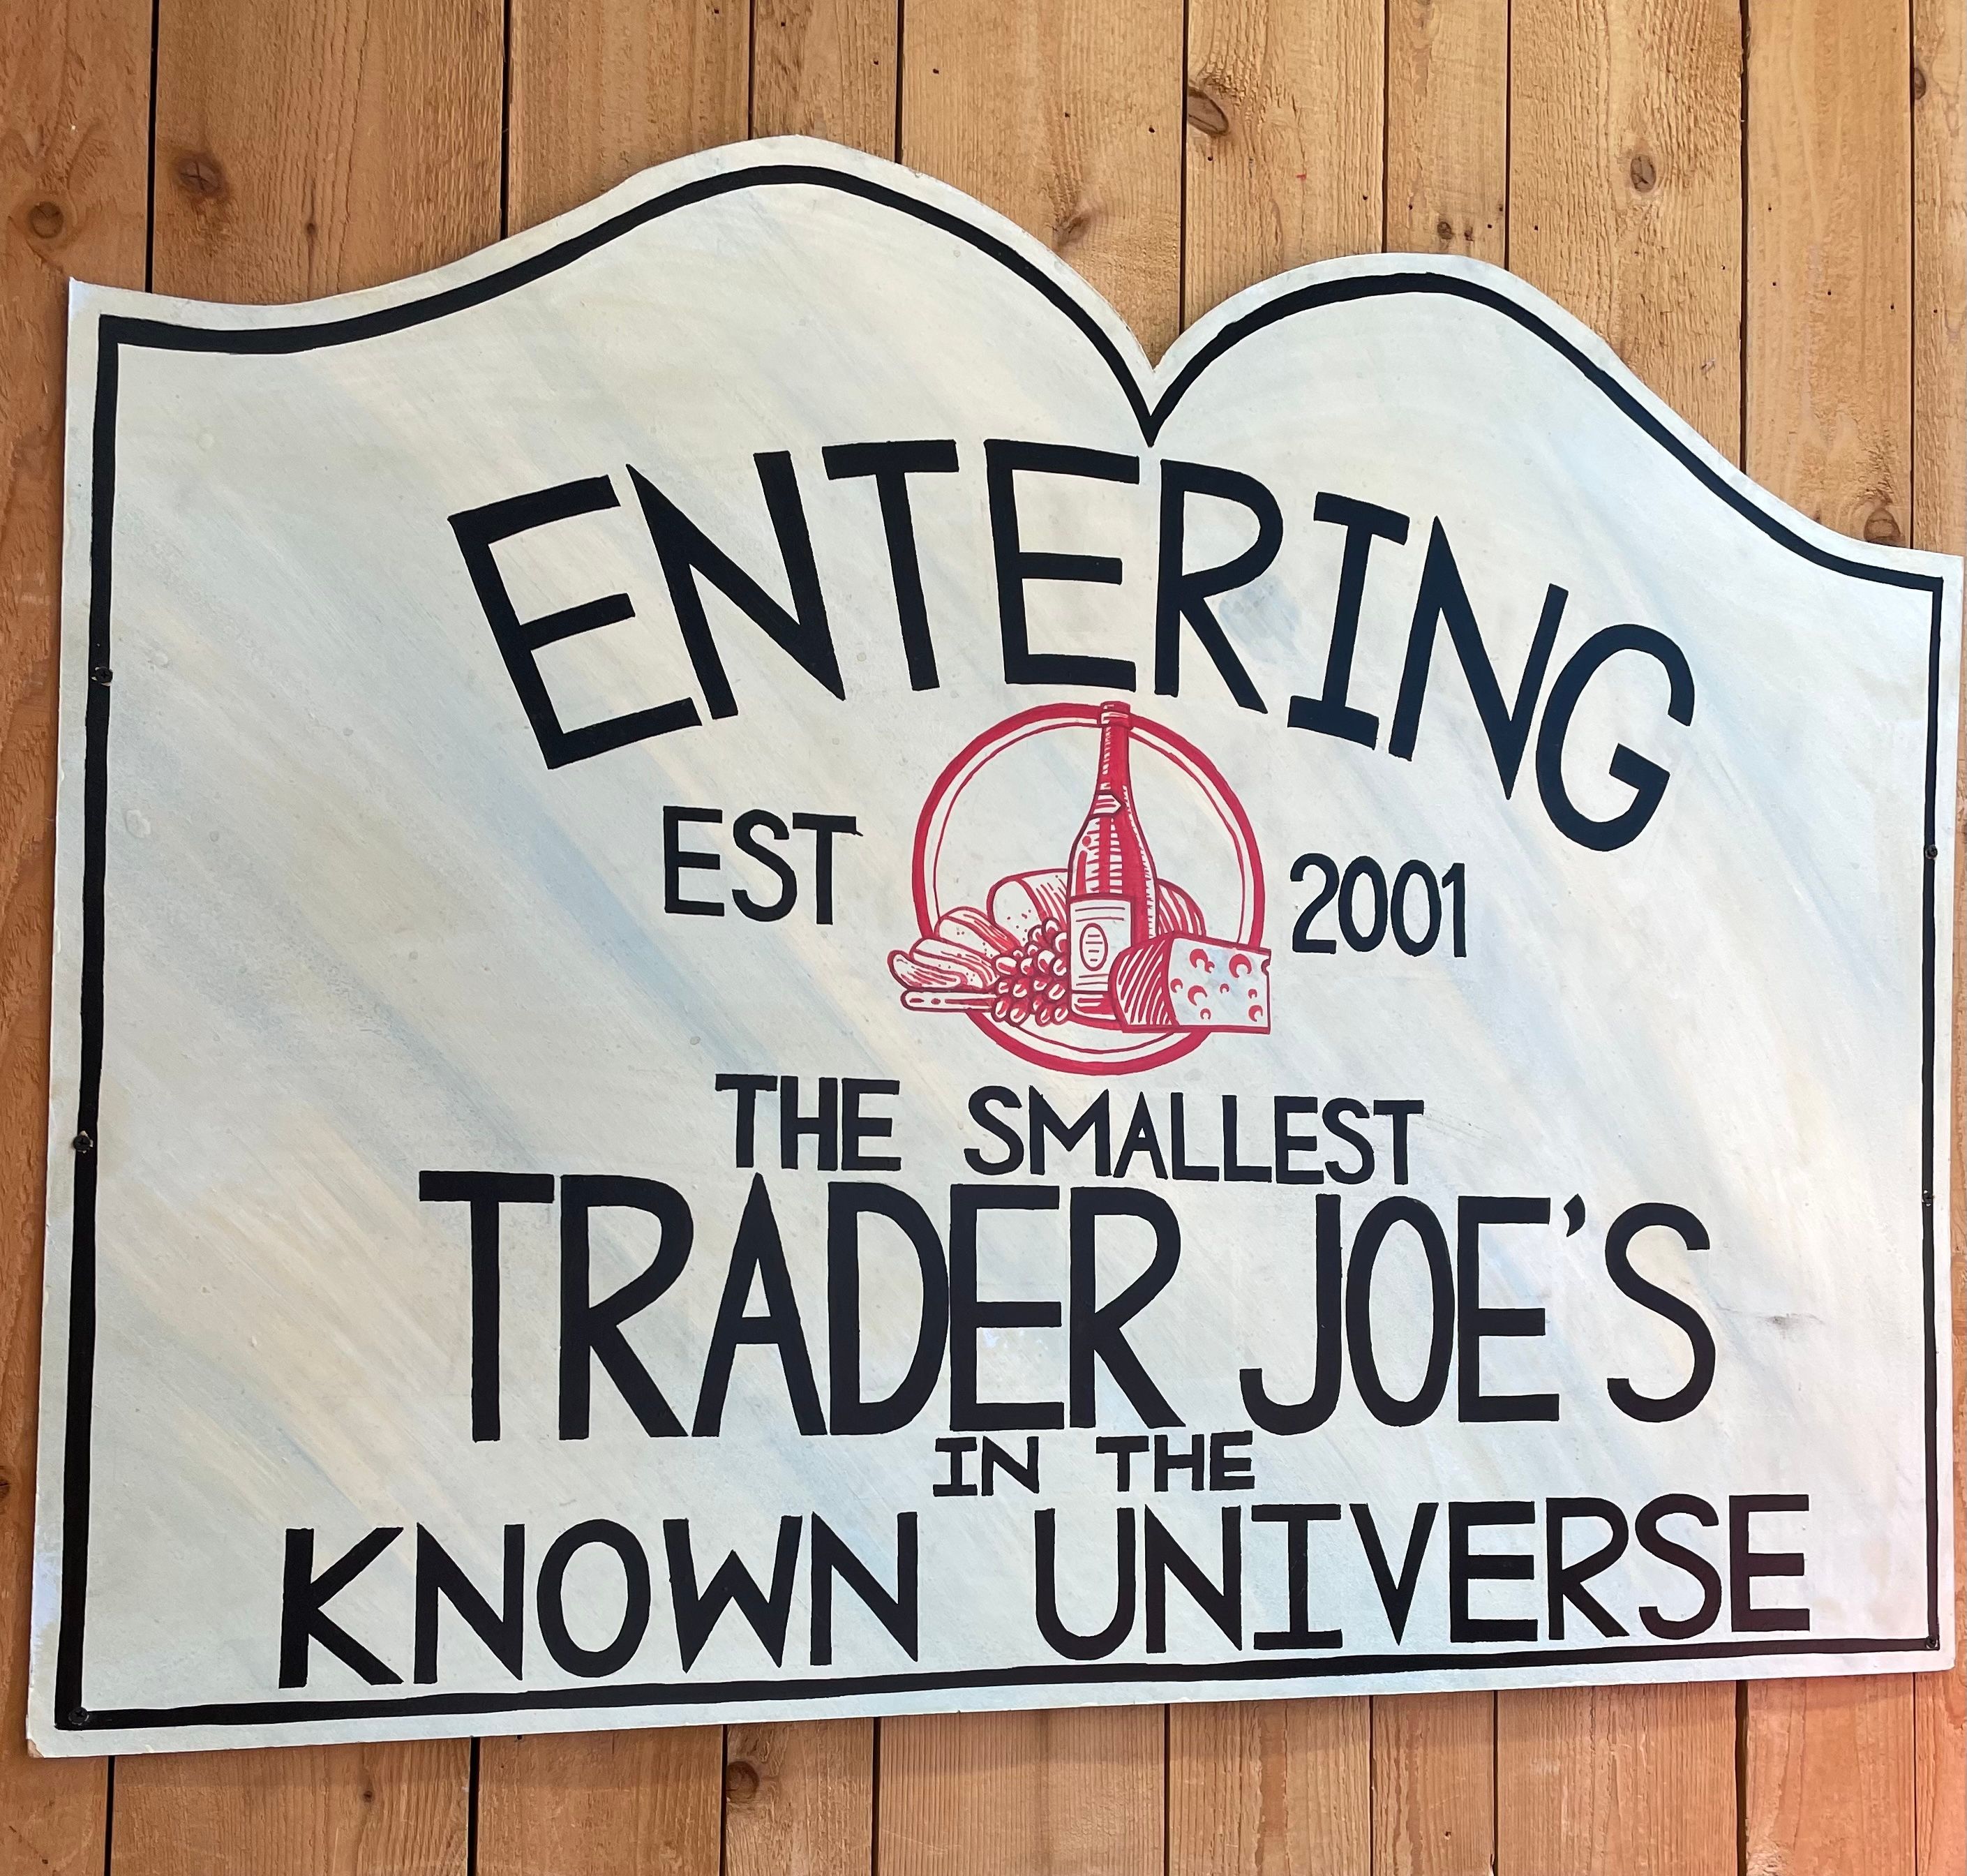 ENTERING
EST 2001
THE SMALLEST
TRADER JOE'S
IN THE
KNOWN UNIVERSE